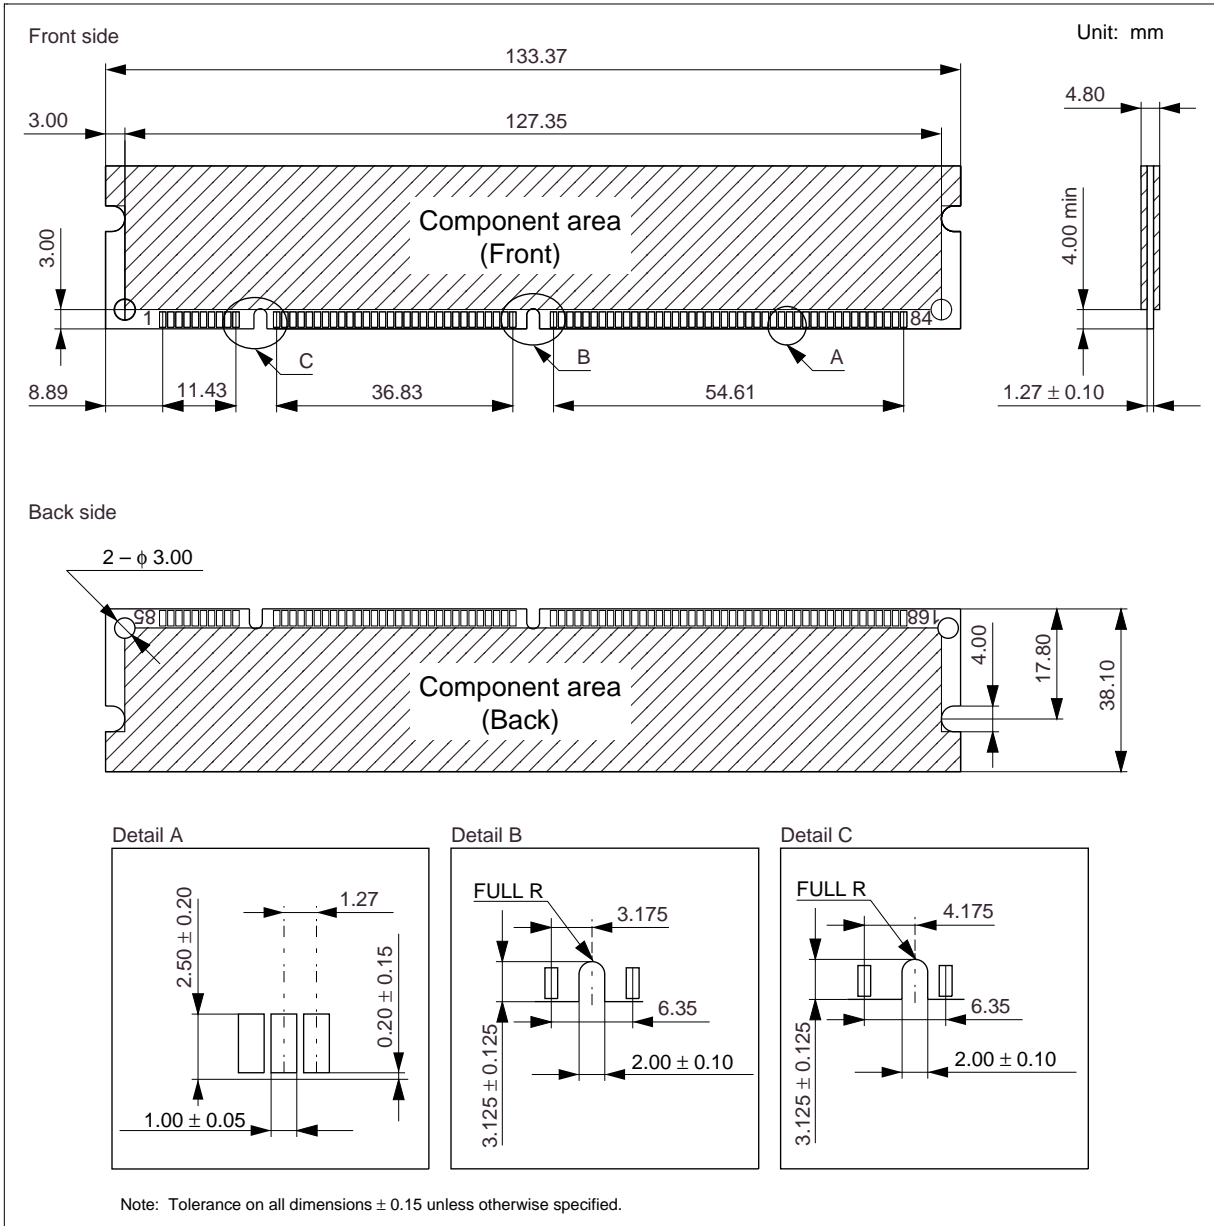 Front side
Unit: mm
133.37
4.80
3.00
127.35
Component area
(Front)
3.00
4.00 min
1
84
C
B
A
8.89
11.43
36.83
54.61
1.27 ± 0.10
Back side
2 – ϕ 3.00
85
168
Component area
(Back)
4.00
17.80
38.10
Detail A
Detail B
Detail C
1.27
2.50 ± 0.20
0.20 ± 0.15
1.00 ± 0.05
FULL R
3.175
6.35
2.00 ± 0.10
3.125 ± 0.125
FULL R
4.175
6.35
2.00 ± 0.10
3.125 ± 0.125
Note: Tolerance on all dimensions ± 0.15 unless otherwise specified.